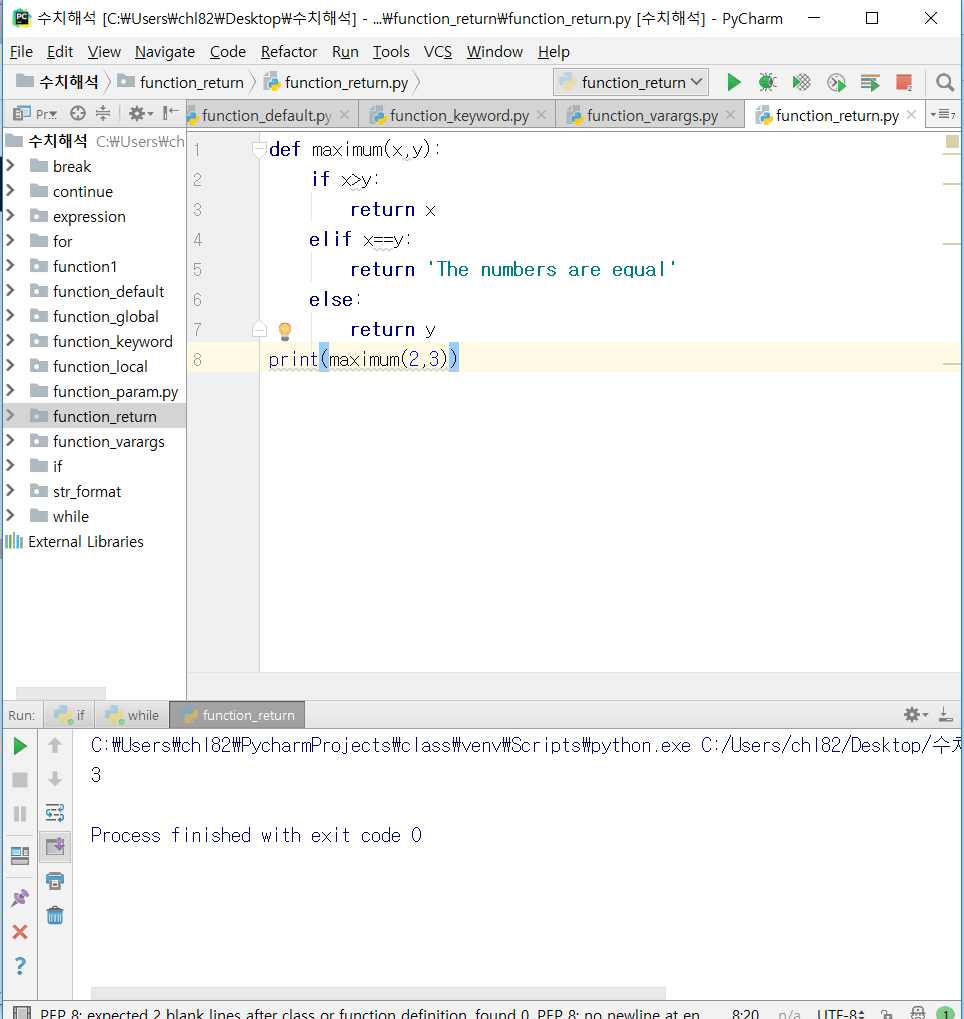 PC 수치해석 [C:₩Users₩chl82₩Desktop₩수치해석] - ...₩function_return₩function_return.py [수치해석] - PyCharm
File Edit View Navigate Code Refactor Run Tools VCS Window Help
수치해석 function_return function_return.py function_return
Pr function_default.py function_keyword.py function_varargs.py function_return.py 7
수치해석 C:₩Users₩ch
break
continue
expression
for
function1
function_default
function_global
function_keyword
function_local
function_param.py
function_return
function_varargs
if
str_format
while
External Libraries
1 def maximum(x,y):
2 if x>y:
3 return x
4 elif x==y:
5 return 'The numbers are equal'
6 else:
7 return y
8 print(maximum(2,3))
Run: if while function_return
C:₩Users₩chl82₩PycharmProjects₩class₩venv₩Scripts₩python.exe C:/Users/chl82/Desktop/수치
3
Process finished with exit code 0
PEP 8: expected 2 blank lines after class or function definition, found 0. PEP 8: no newline at en 8:20 n/a UTF-8 1